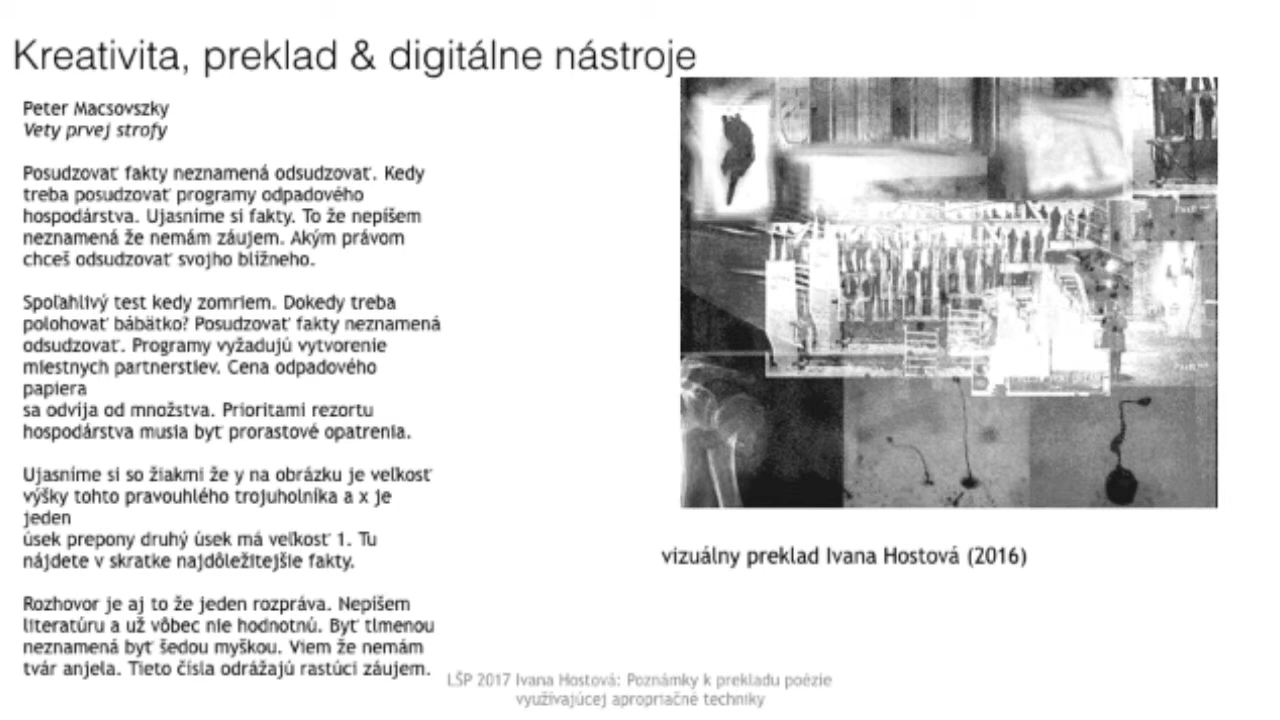 Kreativita, preklad & digitálne nástroje
Peter Macsovszky
Vety prvej strofy
Posudzovať fakty neznamená odsudzovať. Kedy
treba posudzovať programy odpadového
hospodárstva. Ujasnime si fakty. To že nepíšem
neznamená že nemám záujem. Akým právom
chceš odsudzovať svojho blížneho.
Spoľahlivý test kedy zomriem. Dokedy treba
polohovať bábätko? Posudzovať fakty neznamená
odsudzovať. Programy vyžadujú vytvorenie
miestnych partnerstiev. Cena odpadového
papiera
sa odvíja od množstva. Prioritami rezortu
hospodárstva musia byť prorastové opatrenia.
Ujasnime si so žiakmi že y na obrázku je veľkosť
výšky tohto pravouhlého trojuholníka a x je
jeden
úsek prepony druhý úsek má veľkosť 1. Tu
nájdete v skratke najdôležitejšie fakty.
Rozhovor je aj to že jeden rozpráva. Nepíšem
literatúru a už vôbec nie hodnotnú. Byť tlmenou
neznamená byť šedou myškou. Viem že nemám
tvár anjela. Tieto čísla odrážajú rastúci záujem.
vizuálny preklad Ivana Hostová (2016)
LŠP 2017 Ivana Hostová: Poznámky k prekladu poézie
využívajúcej apropriačné techniky